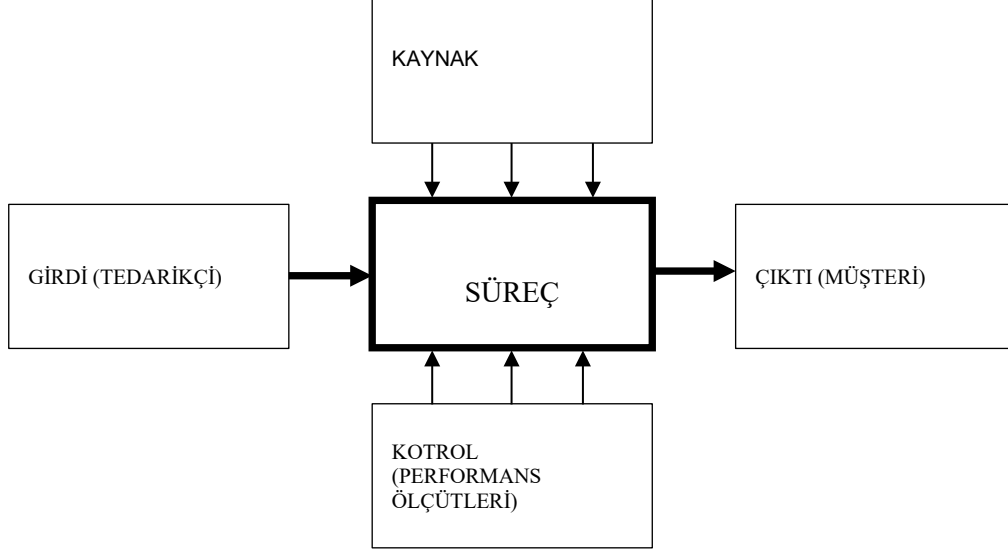 KAYNAK
GİRDİ (TEDARİKÇİ)
SÜREÇ
ÇIKTI (MÜŞTERİ)
KOTROL
(PERFORMANS
ÖLÇÜTLERİ)